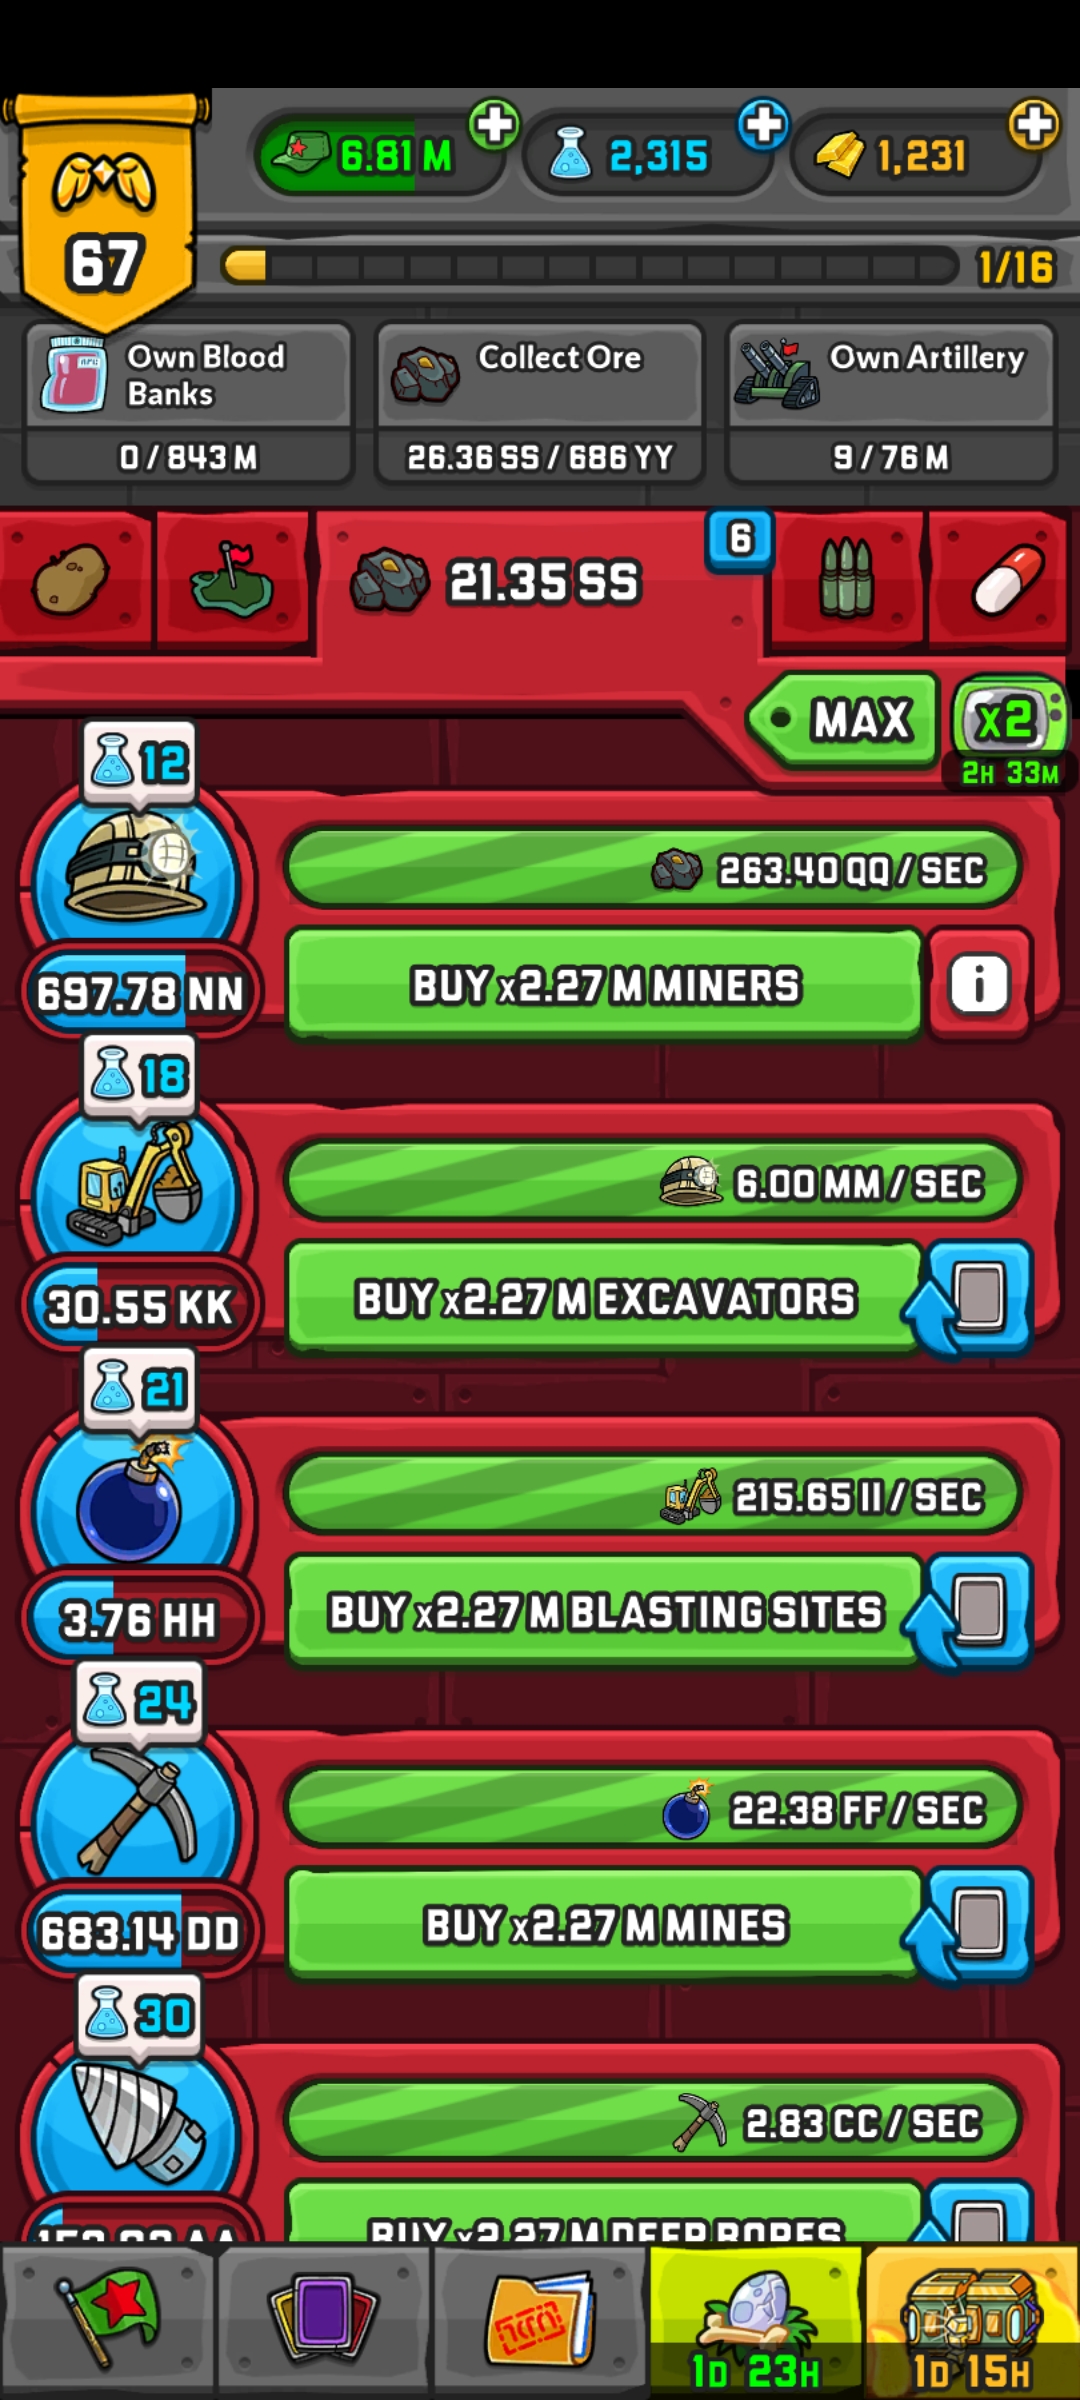 6.81 M
2,315
1,231
67
1/16
Own Blood Banks
0 / 843 M
Collect Ore
26.36 SS / 686 YY
Own Artillery
9 / 76 M
21.35 SS
6
MAX
x2
2H 33M
12
263.40 QQ / SEC
697.78 NN
BUY x2.27 M MINERS
i
18
6.00 MM / SEC
30.55 KK
BUY x2.27 M EXCAVATORS
21
215.65 II / SEC
3.76 HH
BUY x2.27 M BLASTING SITES
24
22.38 FF / SEC
683.14 DD
BUY x2.27 M MINES
30
2.83 CC / SEC
BUY x2.27 M DEEP BORES
1D 23H
1D 15H